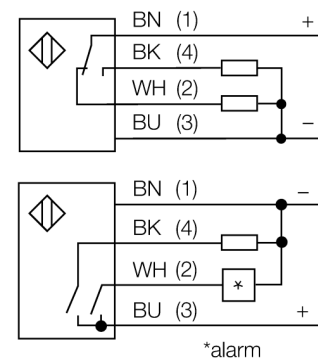 BN (1) +
BK (4)
WH (2)
BU (3) −
BN (1) −
BK (4)
WH (2) *
BU (3) +
*alarm